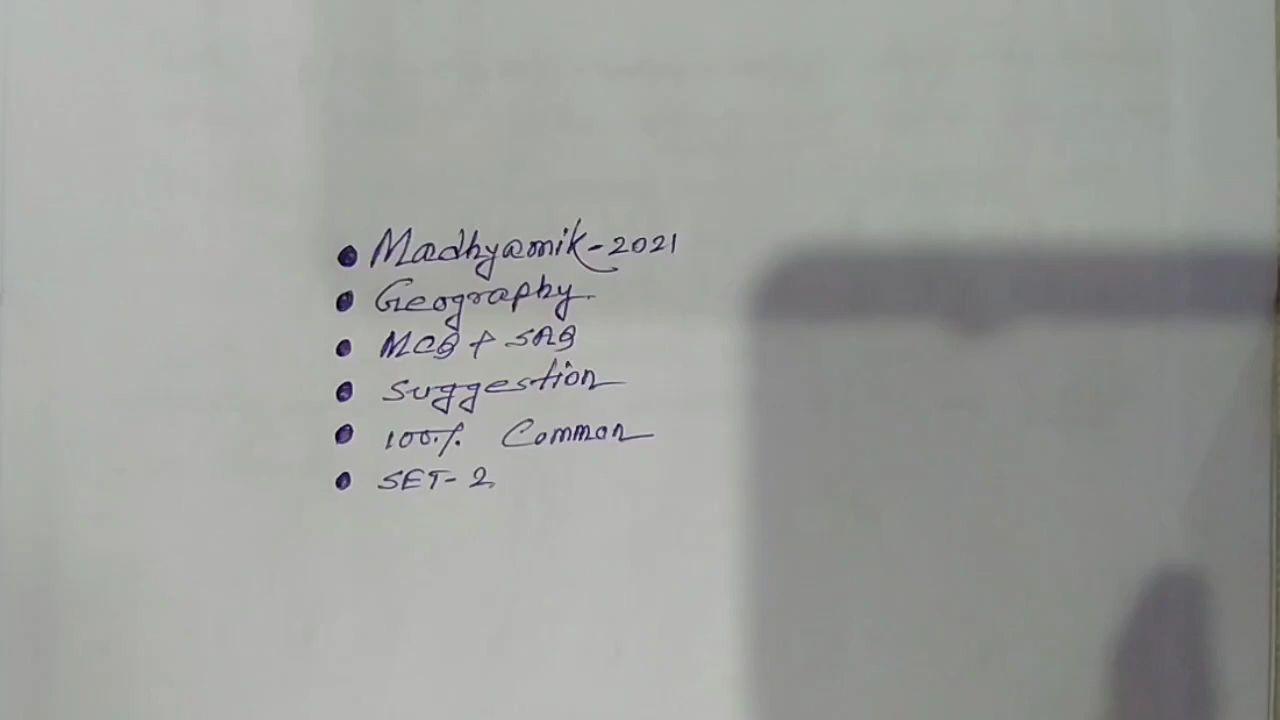 • Madhyamik-2021
• Geography.
• MCQ + SAQ
• Suggestion
• 100% Common
• SET-2